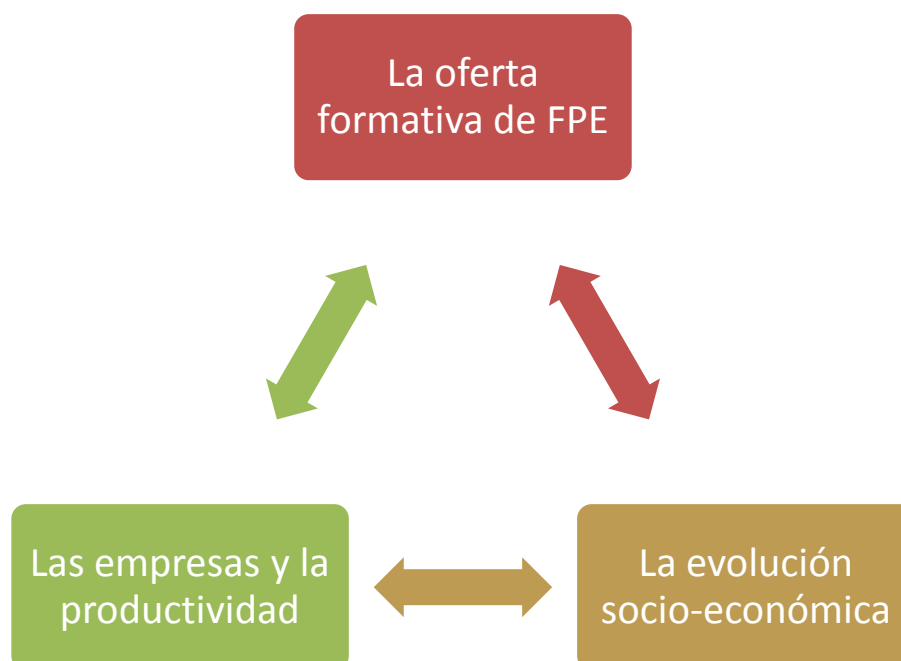 La oferta
formativa de FPE
Las empresas y la
productividad
La evolución
socio-económica